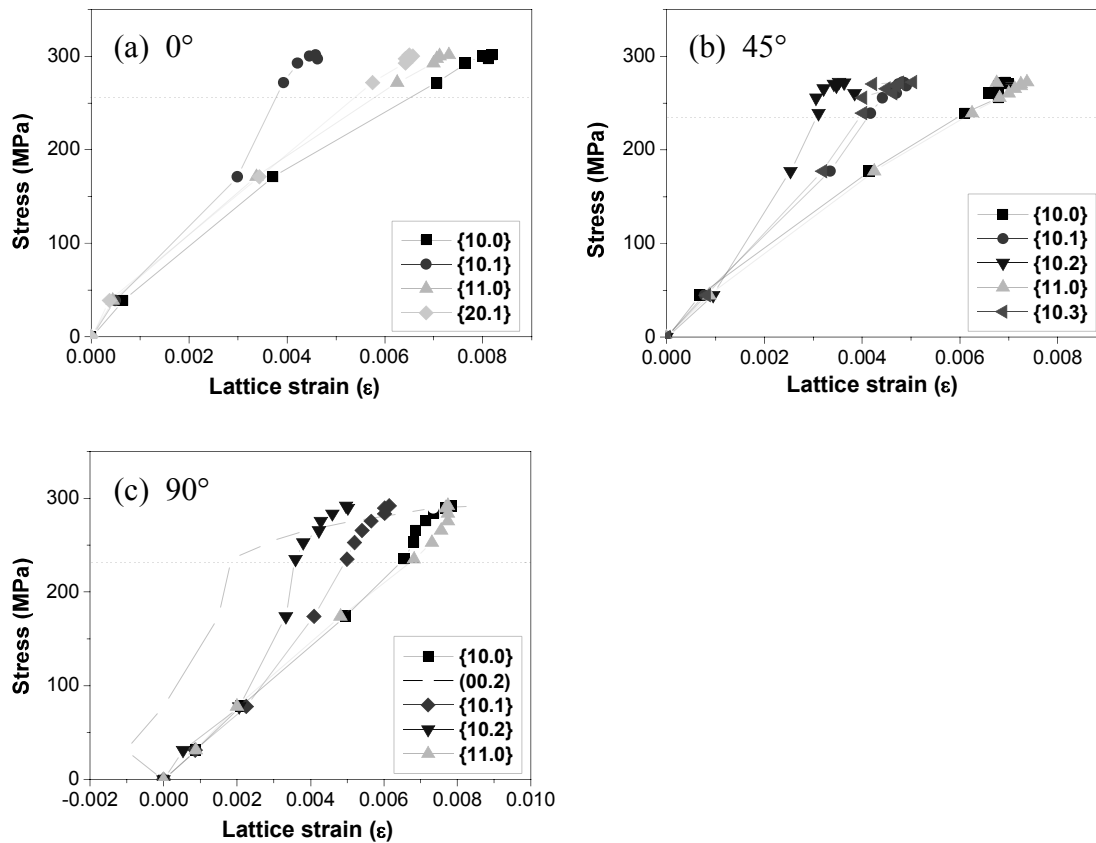 (a) 0°
Stress (MPa)
400
300
200
100
0
0.000 0.002 0.004 0.006 0.008
Lattice strain (ε)
{10.0}
{10.1}
{11.0}
{20.1}
(b) 45°
Stress (MPa)
300
200
100
0
0.000 0.002 0.004 0.006 0.008
Lattice strain (ε)
{10.0}
{10.1}
{10.2}
{11.0}
{10.3}
(c) 90°
Stress (MPa)
300
200
100
0
-0.002 0.000 0.002 0.004 0.006 0.008 0.010
Lattice strain (ε)
{10.0}
(00.2)
{10.1}
{10.2}
{11.0}